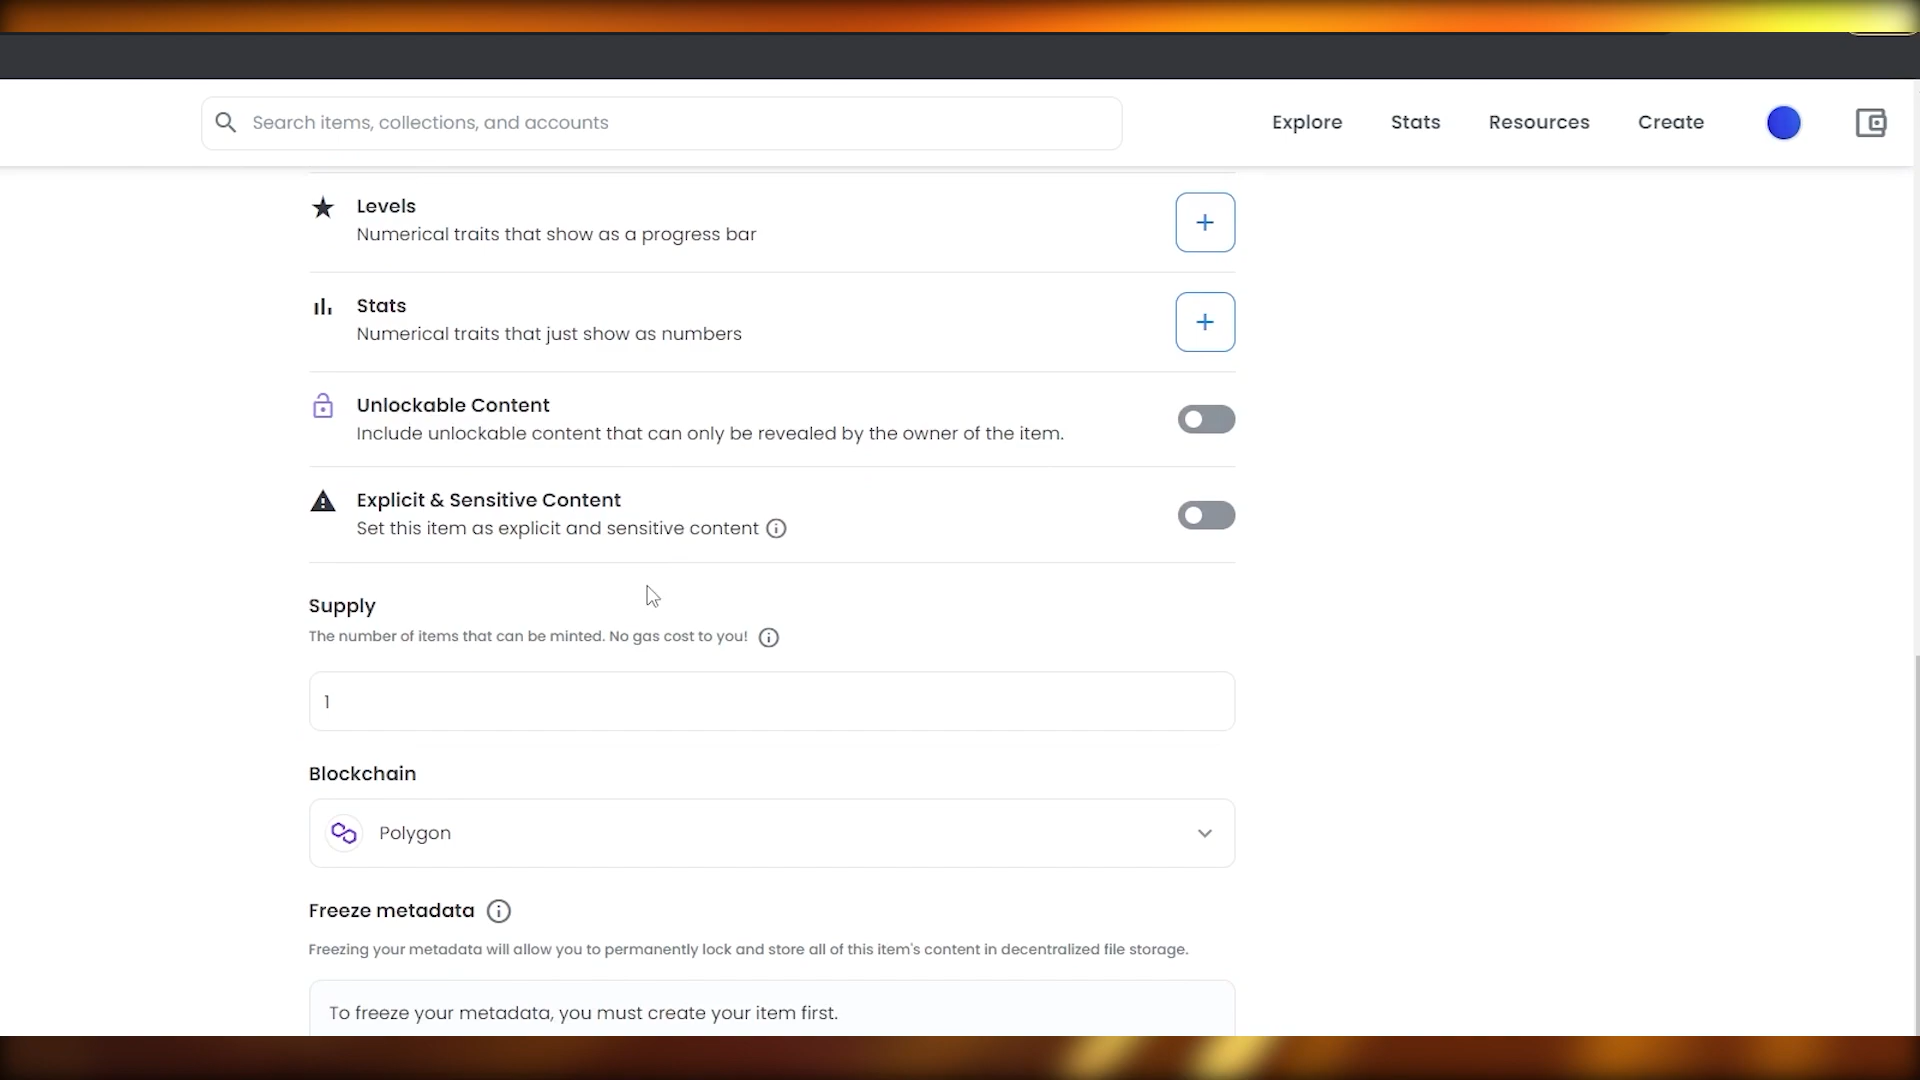 Search items, collections, and accounts
Explore
Stats
Resources
Create
Levels
Numerical traits that show as a progress bar
Stats
Numerical traits that just show as numbers
Unlockable Content
Include unlockable content that can only be revealed by the owner of the item.
Explicit & Sensitive Content
Set this item as explicit and sensitive content
Supply
The number of items that can be minted. No gas cost to you!
1
Blockchain
Polygon
Freeze metadata
Freezing your metadata will allow you to permanently lock and store all of this item's content in decentralized file storage.
To freeze your metadata, you must create your item first.